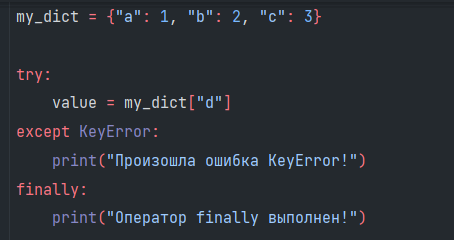 my_dict = {"a": 1, "b": 2, "c": 3}
try:
    value = my_dict["d"]
except KeyError:
    print("Произошла ошибка KeyError!")
finally:
    print("Оператор finally выполнен!")